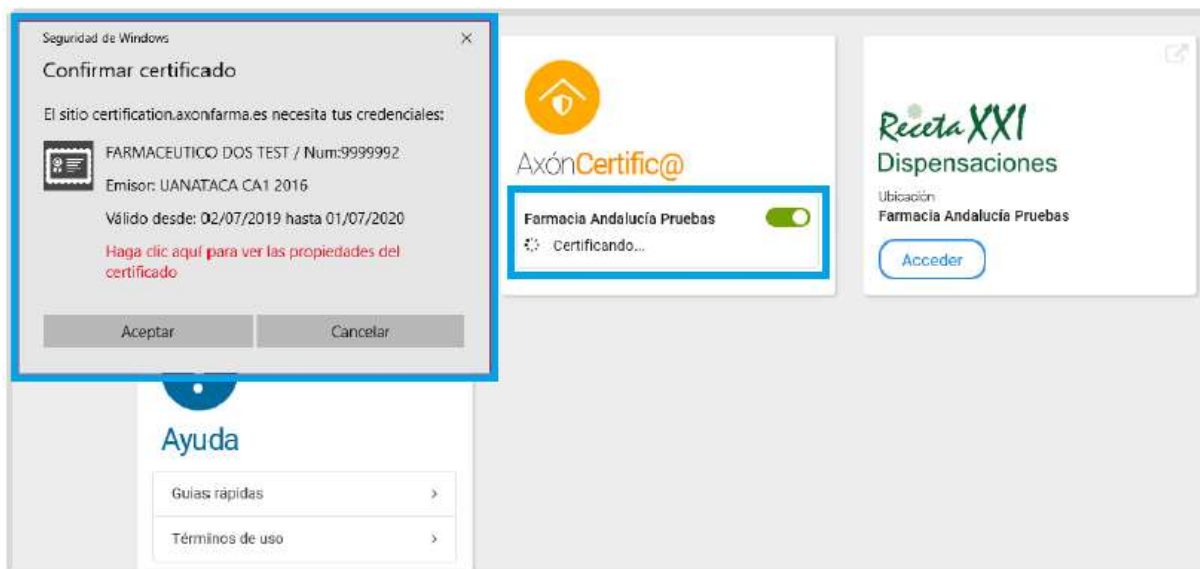 Seguridad de Windows
Confirmar certificado
El sitio certification.axonfarma.es necesita tus credenciales:
FARMACEUTICO DOS TEST / Num:9999992
Emisor: UANATACA CA1 2016
Válido desde: 02/07/2019 hasta 01/07/2020
Haga clic aquí para ver las propiedades del
certificado
Aceptar
Cancelar
AxónCertific@
Farmacia Andalucía Pruebas
Certificando...
Receta XXI
Dispensaciones
Ubicación
Farmacia Andalucía Pruebas
Acceder
Ayuda
Guías rápidas
Términos de uso